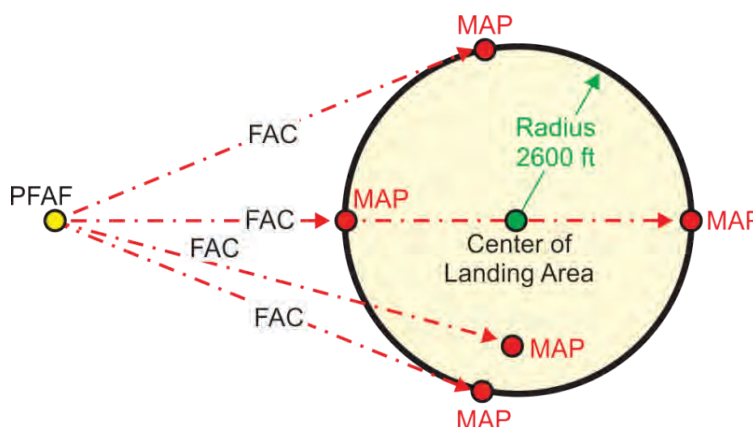 MAP
FAC
Radius
2600 ft
PFAF
MAP
FAC
MAP
FAC
Center of
Landing Area
FAC
MAP
MAP